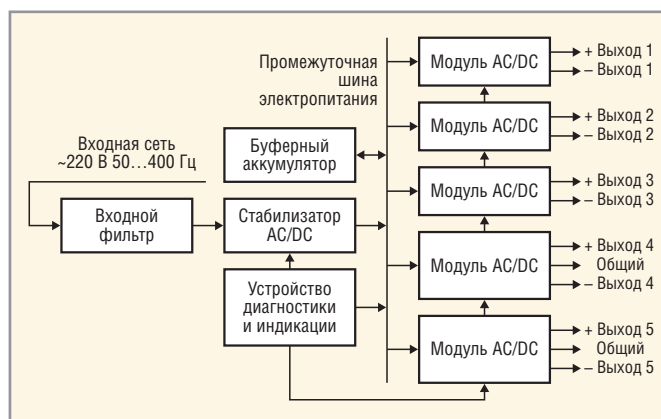 Промежуточная
шина
электропитания
Входная сеть
~220 В 50...400 Гц
Буферный
аккумулятор
Входной
фильтр
Стабилизатор
AC/DC
Устройство
диагностики
и индикации
Модуль AC/DC
+ Выход 1
– Выход 1
Модуль AC/DC
+ Выход 2
– Выход 2
Модуль AC/DC
+ Выход 3
– Выход 3
Модуль AC/DC
+ Выход 4
Общий
– Выход 4
Модуль AC/DC
+ Выход 5
Общий
– Выход 5